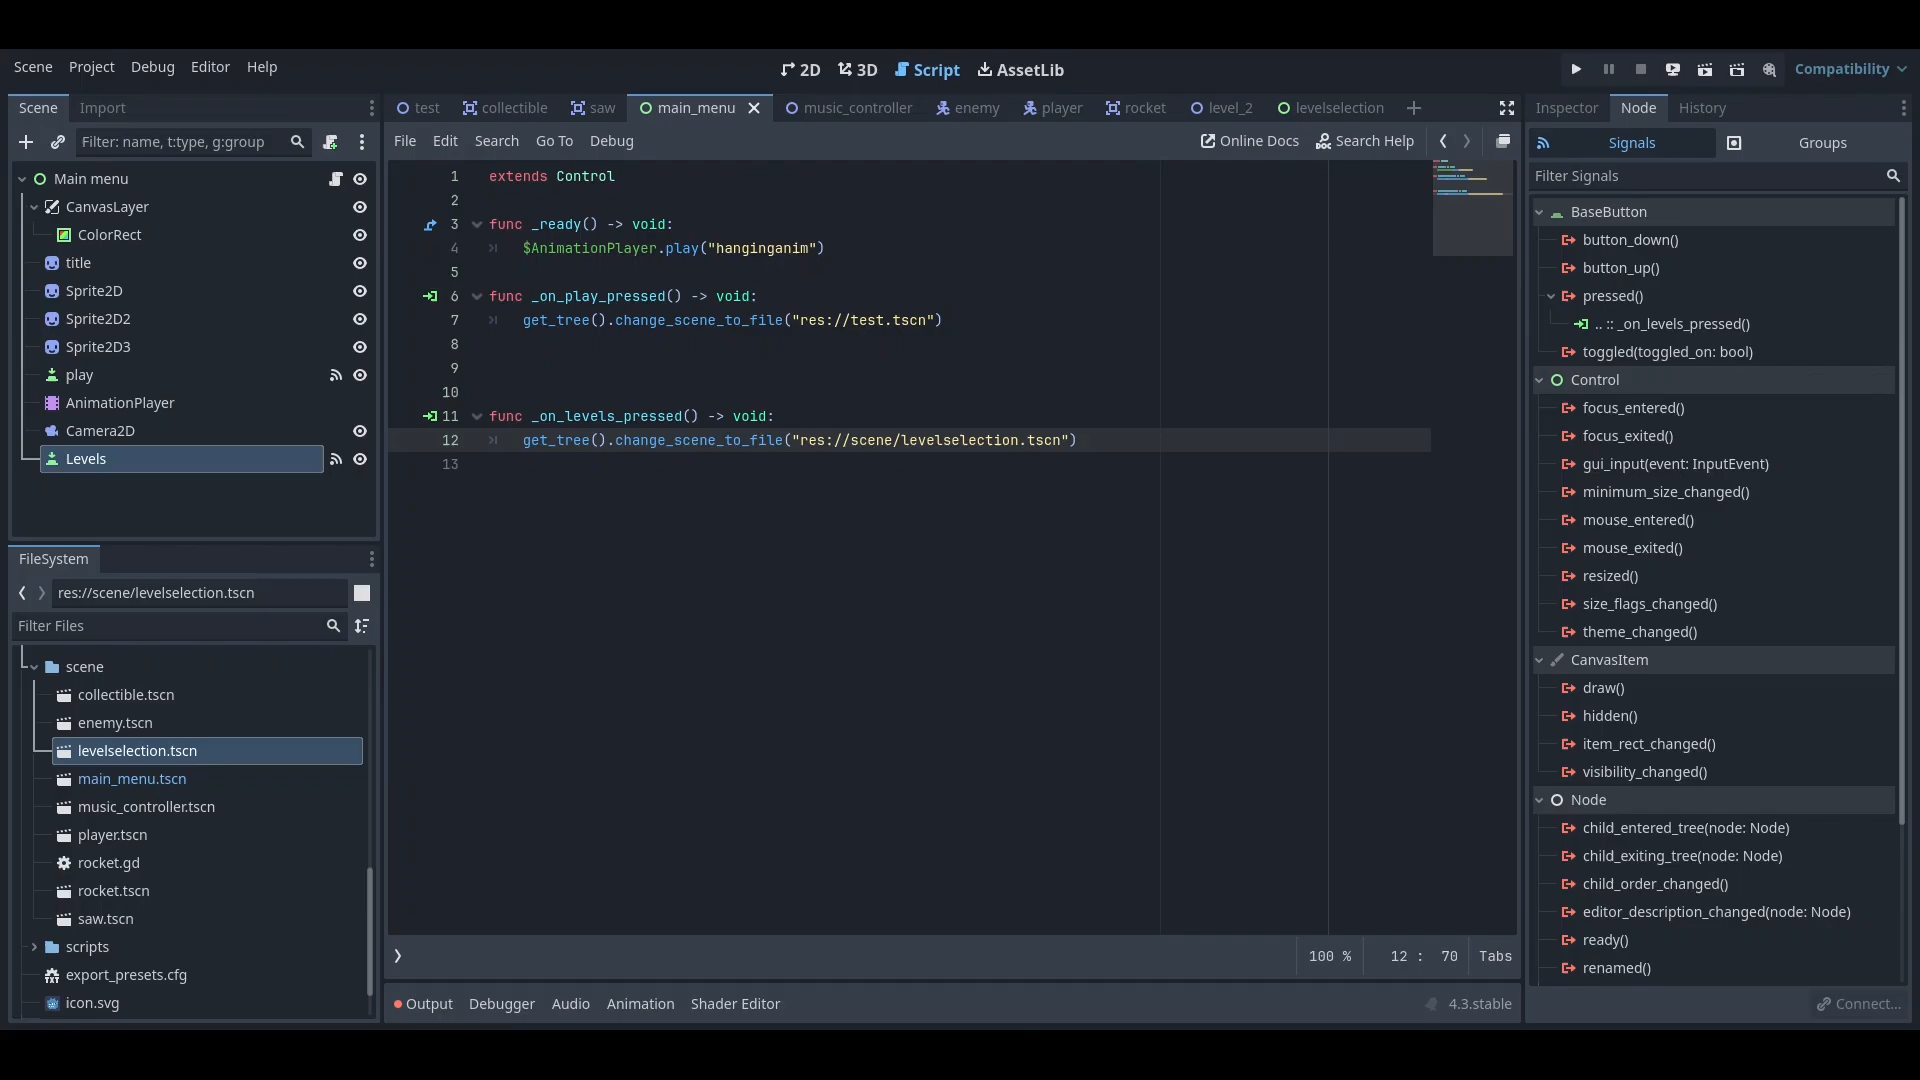 Scene Project Debug Editor Help
2D 3D Script AssetLib
Compatibility
Scene Import
Filter: name, t:type, g:group
Main menu
CanvasLayer
ColorRect
title
Sprite2D
Sprite2D2
Sprite2D3
play
AnimationPlayer
Camera2D
Levels
FileSystem
res://scene/levelselection.tscn
Filter Files
scene
collectible.tscn
enemy.tscn
levelselection.tscn
main_menu.tscn
music_controller.tscn
player.tscn
rocket.gd
rocket.tscn
saw.tscn
scripts
export_presets.cfg
icon.svg
test collectible saw main_menu music_controller enemy player rocket level_2 levelselection
File Edit Search Go To Debug Online Docs Search Help
1 extends Control
2
3 func _ready() -> void:
4 $AnimationPlayer.play("hanginganim")
5
6 func _on_play_pressed() -> void:
7 get_tree().change_scene_to_file("res://test.tscn")
8
9
10
11 func _on_levels_pressed() -> void:
12 get_tree().change_scene_to_file("res://scene/levelselection.tscn")
13
100 % 12 : 70 Tabs
Output Debugger Audio Animation Shader Editor 4.3.stable
Inspector Node History
Signals Groups
Filter Signals
BaseButton
button_down()
button_up()
pressed()
.. :: _on_levels_pressed()
toggled(toggled_on: bool)
Control
focus_entered()
focus_exited()
gui_input(event: InputEvent)
minimum_size_changed()
mouse_entered()
mouse_exited()
resized()
size_flags_changed()
theme_changed()
CanvasItem
draw()
hidden()
item_rect_changed()
visibility_changed()
Node
child_entered_tree(node: Node)
child_exiting_tree(node: Node)
child_order_changed()
editor_description_changed(node: Node)
ready()
renamed()
Connect...